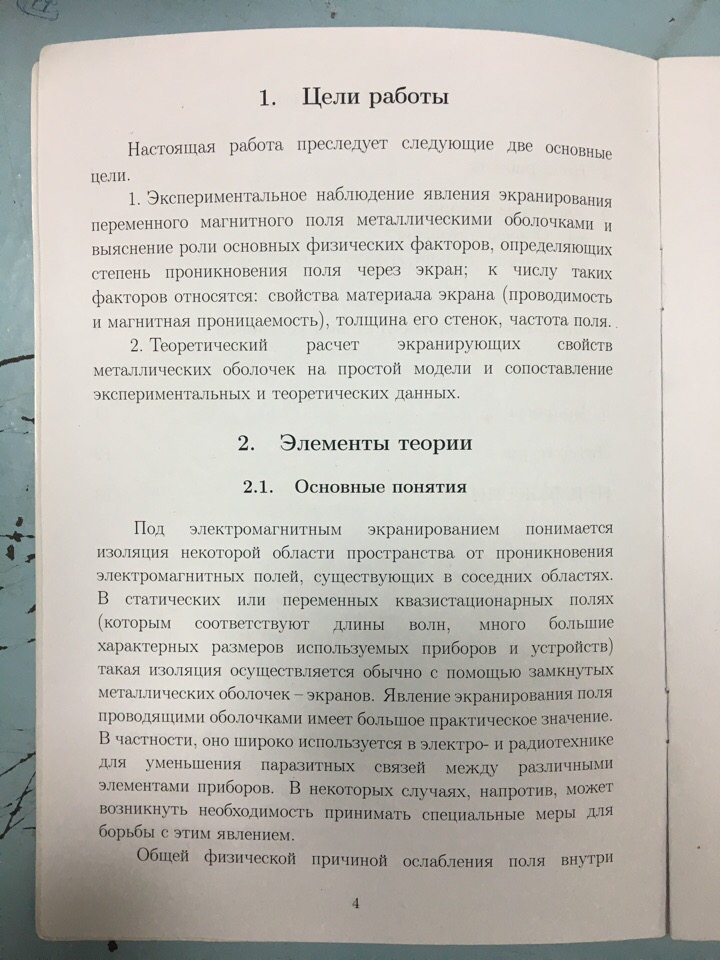 1. Цели работы
Настоящая работа преследует следующие две основные
цели.
1. Экспериментальное наблюдение явления экранирования
переменного магнитного поля металлическими оболочками и
выяснение роли основных физических факторов, определяющих
степень проникновения поля через экран; к числу таких
факторов относятся: свойства материала экрана (проводимость
и магнитная проницаемость), толщина его стенок, частота поля.
2. Теоретический расчет экранирующих свойств
металлических оболочек на простой модели и сопоставление
экспериментальных и теоретических данных.
2. Элементы теории
2.1. Основные понятия
Под электромагнитным экранированием понимается
изоляция некоторой области пространства от проникновения
электромагнитных полей, существующих в соседних областях.
В статических или переменных квазистационарных полях
(которым соответствуют длины волн, много большие
характерных размеров используемых приборов и устройств)
такая изоляция осуществляется обычно с помощью замкнутых
металлических оболочек – экранов. Явление экранирования поля
проводящими оболочками имеет большое практическое значение.
В частности, оно широко используется в электро- и радиотехнике
для уменьшения паразитных связей между различными
элементами приборов. В некоторых случаях, напротив, может
возникнуть необходимость принимать специальные меры для
борьбы с этим явлением.
Общей физической причиной ослабления поля внутри
4